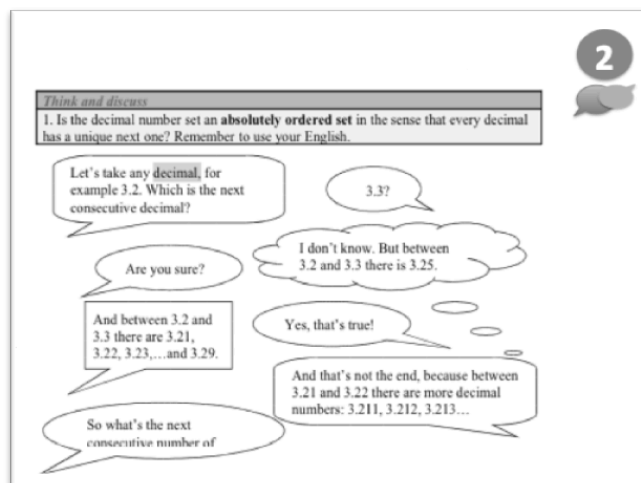 2
Think and discuss
1. Is the decimal number set an absolutely ordered set in the sense that every decimal
has a unique next one? Remember to use your English.
Let's take any decimal, for
example 3.2. Which is the next
consecutive decimal?
3.3?
I don't know. But between
3.2 and 3.3 there is 3.25.
Are you sure?
And between 3.2 and
3.3 there are 3.21,
3.22, 3.23,…and 3.29.
Yes, that's true!
And that's not the end, because between
3.21 and 3.22 there are more decimal
numbers: 3.211, 3.212, 3.213…
So what's the next
consecutive number of